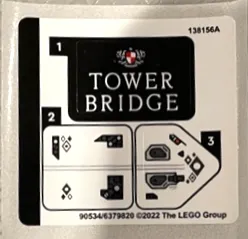 138156A
1
TOWER
BRIDGE
2
3
90534/6379820 ©2022 The LEGO Group